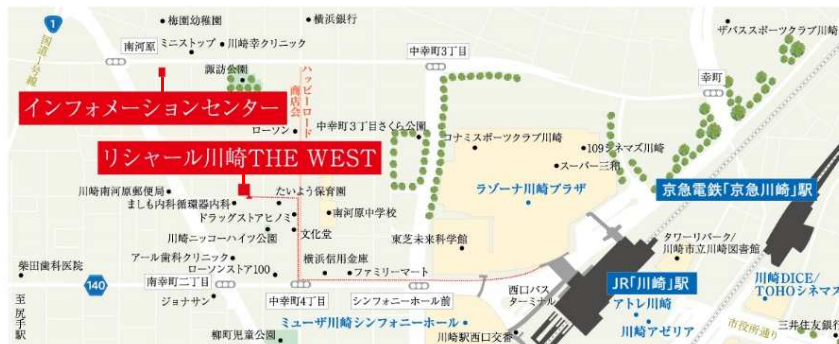 1
国道1号線
梅園幼稚園
横浜銀行
南河原
ミニストップ
川崎幸クリニック
中幸町3丁目
ザバススポーツクラブ川崎
諏訪公園
幸町
インフォメーションセンター
ハッピーロード
商店会
中幸町3丁目さくら公園
ローソン
コナミスポーツクラブ川崎
109シネマズ川崎
リシャール川崎THE WEST
スーパー三和
川崎南河原郵便局
たいよう保育園
ラゾーナ川崎プラザ
京急電鉄「京急川崎」駅
ましも内科循環器内科
ドラッグストアヒノミ
南河原中学校
川崎ニッコーハイツ公園
文化堂
東芝未来科学館
タワーリパーク/
川崎市立川崎図書館
アール歯科クリニック
横浜信用金庫
柴田歯科医院
ローソンストア100
ファミリーマート
川崎DICE/
TOHOシネマズ
140
南幸町二丁目
JR「川崎」駅
至 尻手駅
ジョナサン
中幸町4丁目
シンフォニーホール前
西口バス
ターミナル
アトレ川崎
ミューザ川崎シンフォニーホール
川崎アゼリア
市役所通り
三井住友銀行
柳町児童公園
川崎駅西口交番